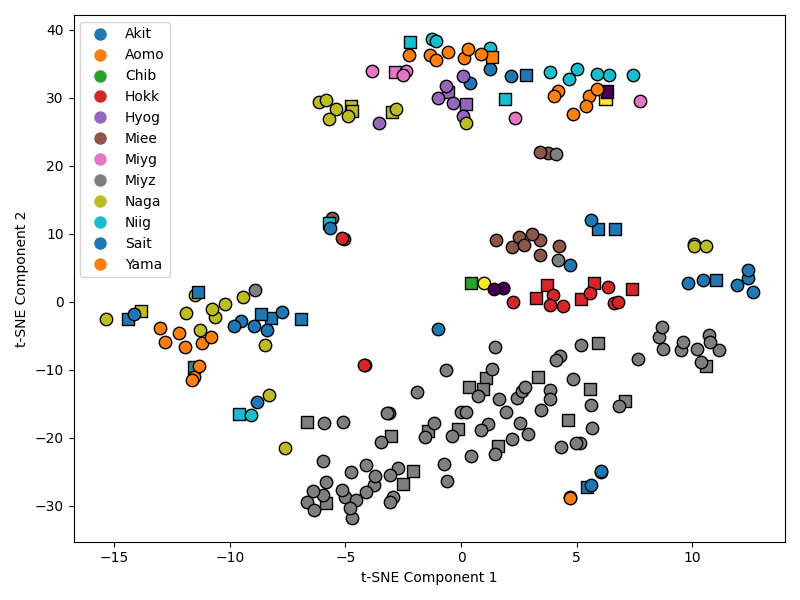 Akit
Aomo
Chib
Hokk
Hyog
Miee
Miyg
Miyz
Naga
Niig
Sait
Yama
40
30
20
10
0
−10
−20
−30
t-SNE Component 2
−15
−10
−5
0
5
10
t-SNE Component 1